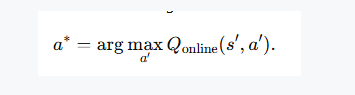 a* = arg max_{a′} Q_online(s′, a′).